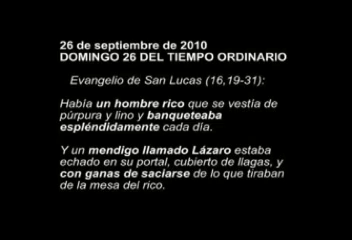 26 de septiembre de 2010
DOMINGO 26 DEL TIEMPO ORDINARIO
Evangelio de San Lucas (16,19-31):
Había un hombre rico que se vestía de
púrpura y lino y banqueteaba
espléndidamente cada día.
Y un mendigo llamado Lázaro estaba
echado en su portal, cubierto de llagas, y
con ganas de saciarse de lo que tiraban
de la mesa del rico.